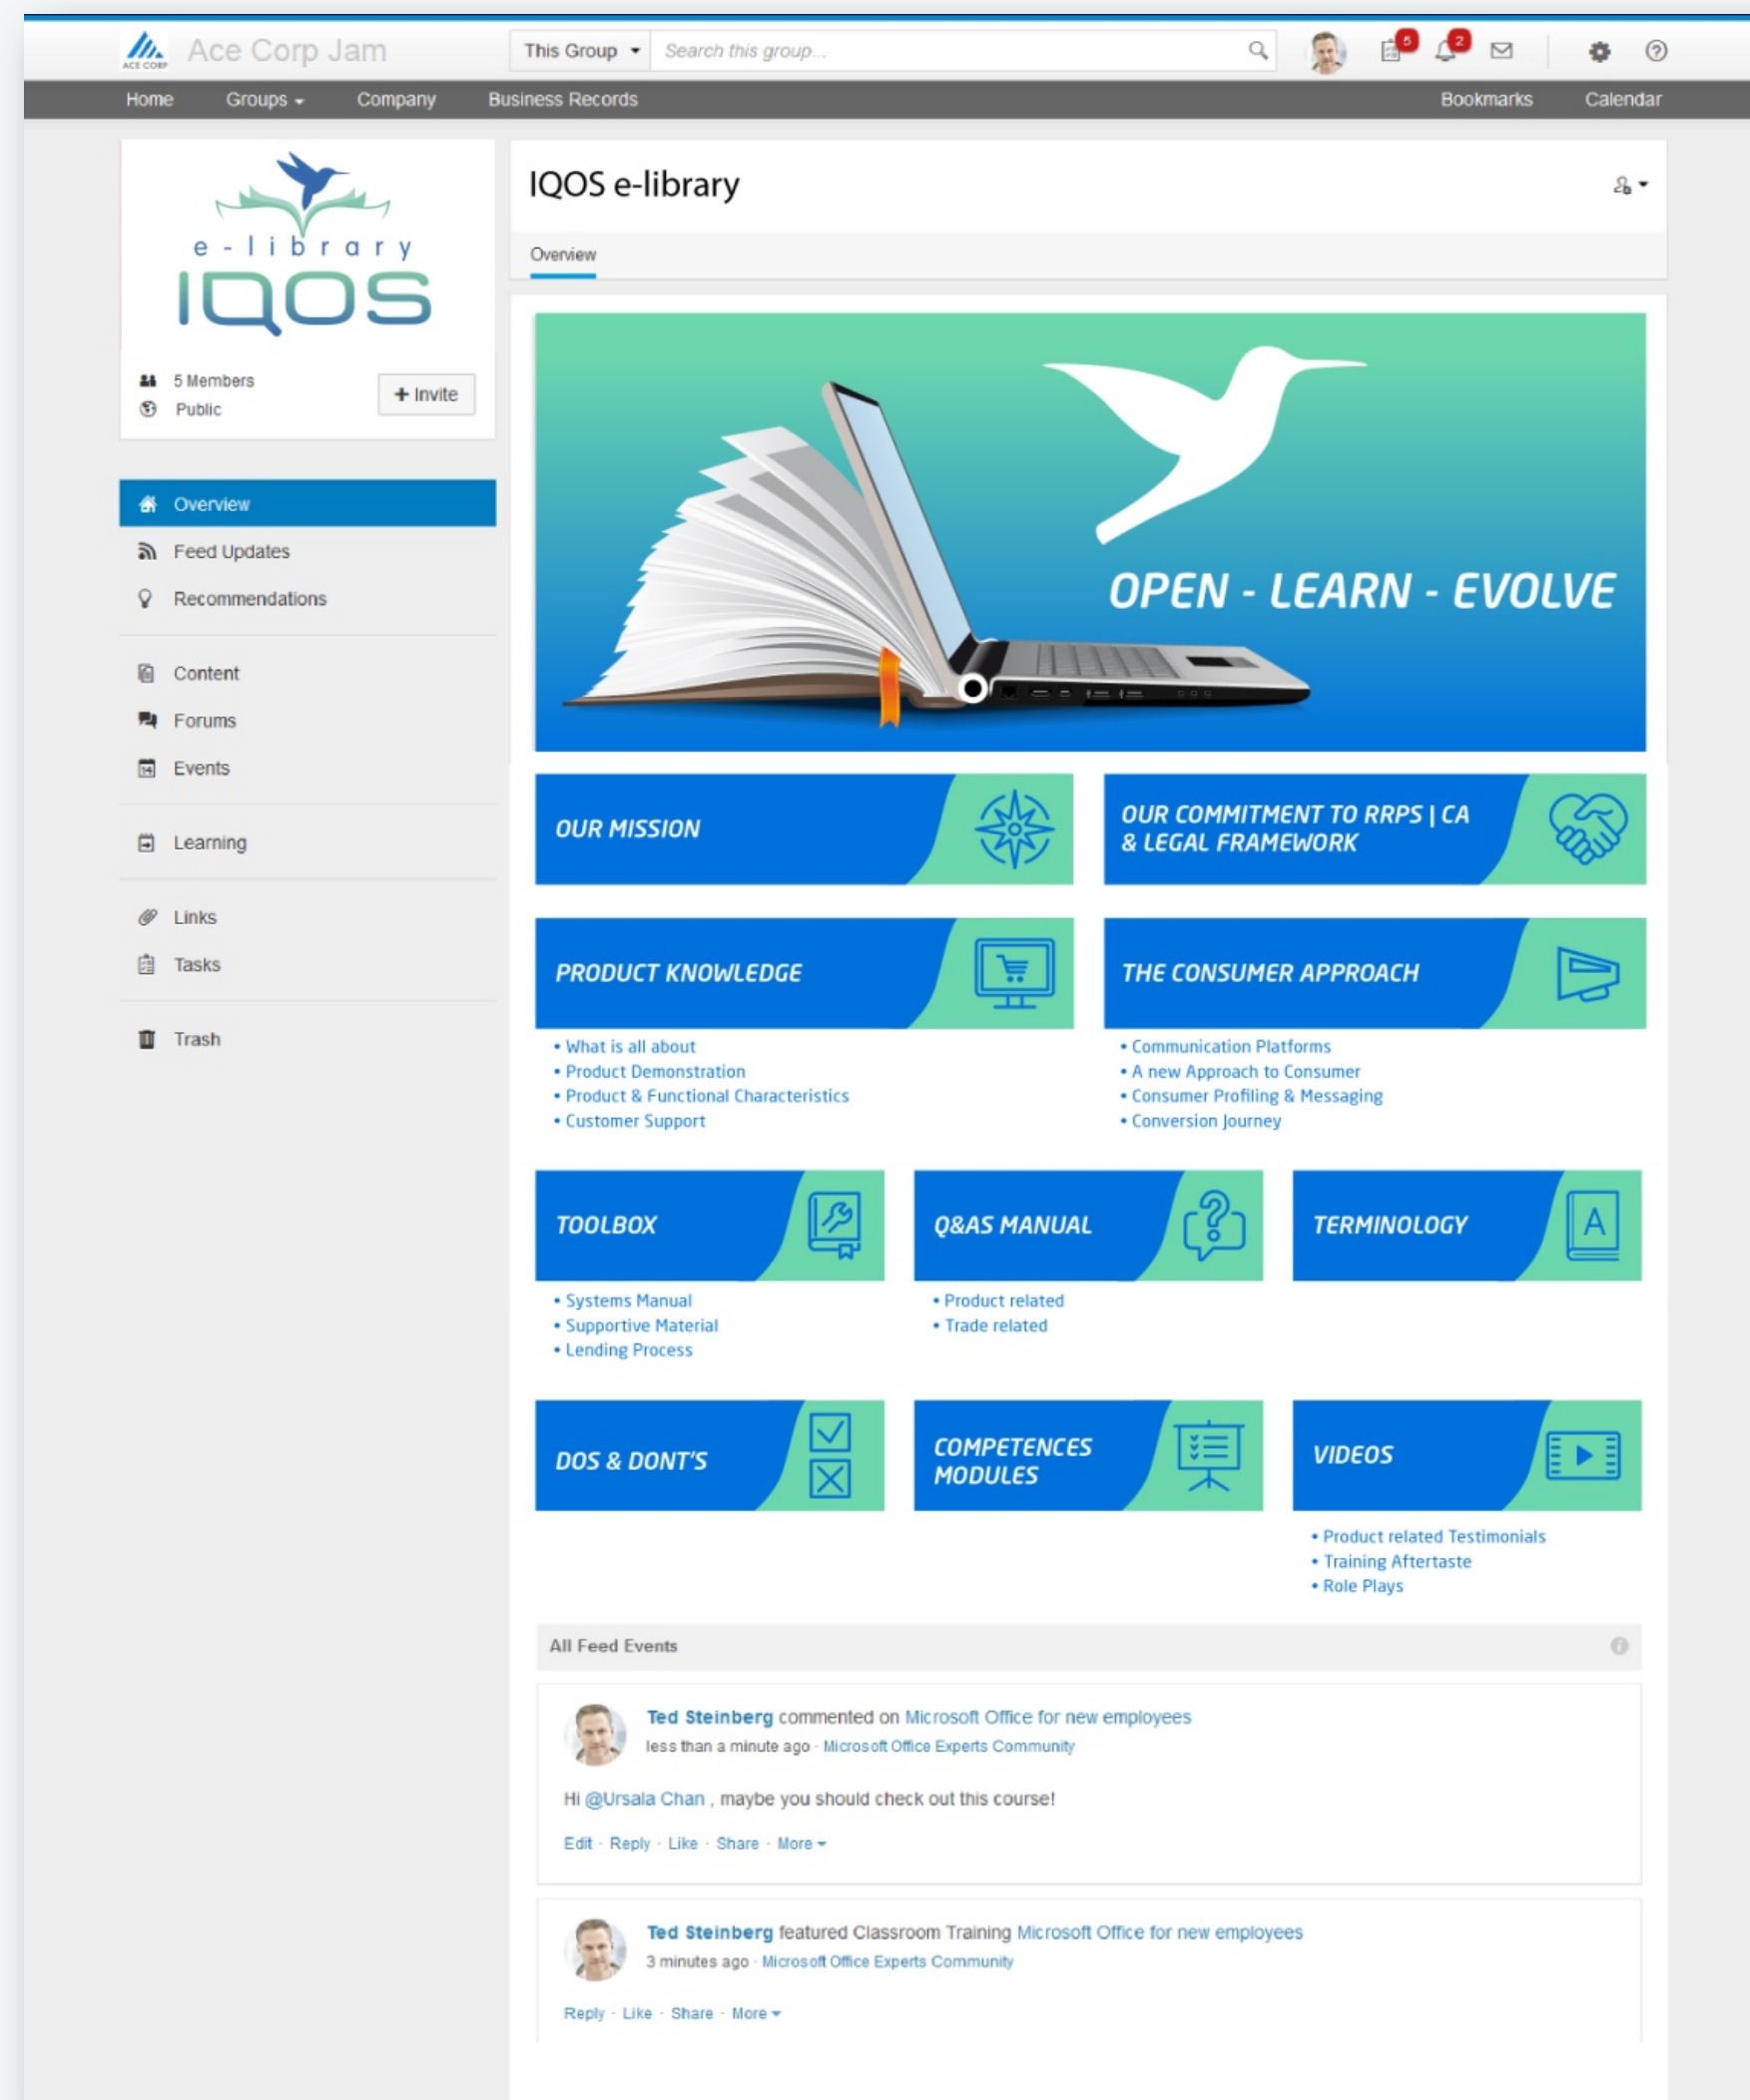 ACE CORP
Ace Corp Jam
This Group
Search this group...
5
2
Home
Groups
Company
Business Records
Bookmarks
Calendar
e-library
IQOS
5 Members
Public
+ Invite
Overview
Feed Updates
Recommendations
Content
Forums
14
Events
Learning
Links
Tasks
Trash
IQOS e-library
Overview
OPEN - LEARN - EVOLVE
OUR MISSION
OUR COMMITMENT TO RRPS | CA
& LEGAL FRAMEWORK
PRODUCT KNOWLEDGE
• What is all about
• Product Demonstration
• Product & Functional Characteristics
• Customer Support
THE CONSUMER APPROACH
• Communication Platforms
• A new Approach to Consumer
• Consumer Profiling & Messaging
• Conversion Journey
TOOLBOX
• Systems Manual
• Supportive Material
• Lending Process
Q&AS MANUAL
• Product related
• Trade related
TERMINOLOGY
A
DOS & DONT'S
COMPETENCES
MODULES
VIDEOS
• Product related Testimonials
• Training Aftertaste
• Role Plays
All Feed Events
Ted Steinberg commented on Microsoft Office for new employees
less than a minute ago · Microsoft Office Experts Community
Hi @Ursala Chan , maybe you should check out this course!
Edit · Reply · Like · Share · More
Ted Steinberg featured Classroom Training Microsoft Office for new employees
3 minutes ago · Microsoft Office Experts Community
Reply · Like · Share · More